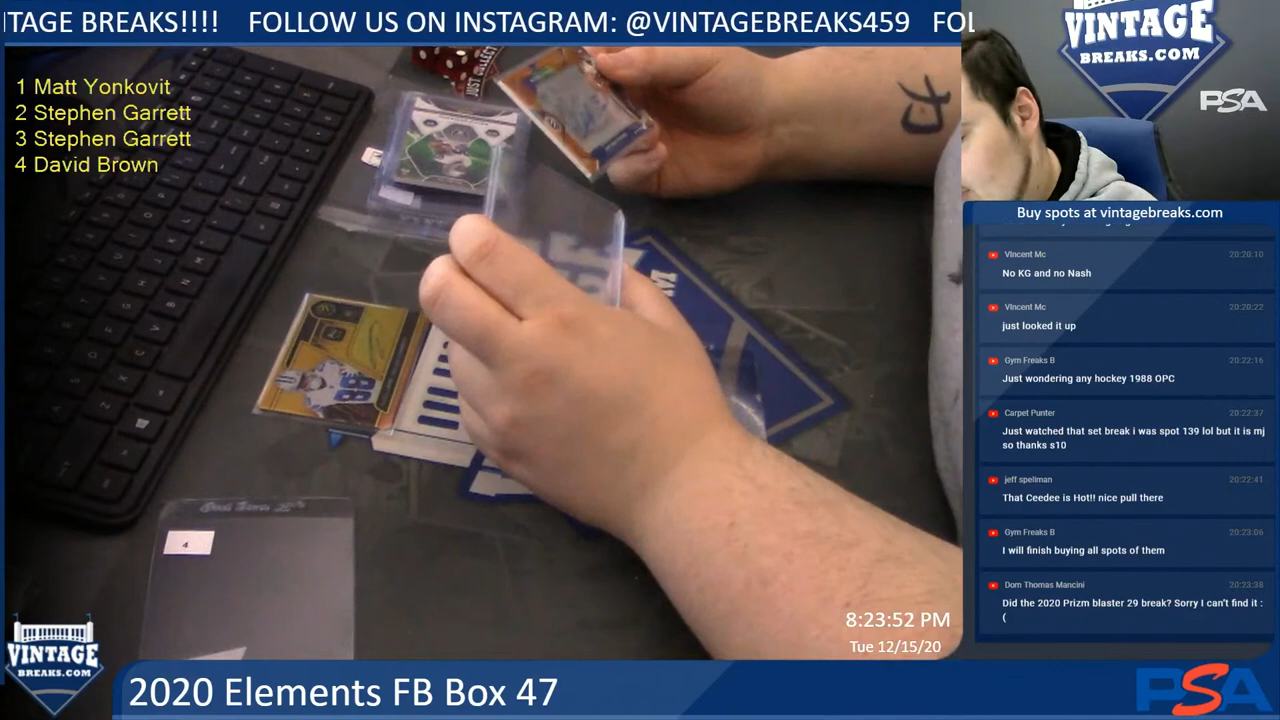 ITAGE BREAKS!!!!    FOLLOW US ON INSTAGRAM: @VINTAGEBREAKS459    FOL
1 Matt Yonkovit
2 Stephen Garrett
3 Stephen Garrett
4 David Brown
JUST COLLECT
VINTAGE
BREAKS.COM
PSA
Buy spots at vintagebreaks.com
Vincent Mc 20:20:10
No KG and no Nash
Vincent Mc 20:20:22
just looked it up
Gym Freaks B 20:22:16
Just wondering any hockey 1988 OPC
Carpet Punter 20:22:37
Just watched that set break i was spot 139 lol but it is mj
so thanks s10
jeff spellman 20:22:41
That Ceedee is Hot!! nice pull there
Gym Freaks B 20:23:06
I will finish buying all spots of them
Dom Thomas Mancini 20:23:38
Did the 2020 Prizm blaster 29 break? Sorry I can't find it :
(
88
4
8:23:52 PM
Tue 12/15/20
VINTAGE
BREAKS.COM
2020 Elements FB Box 47
PSA